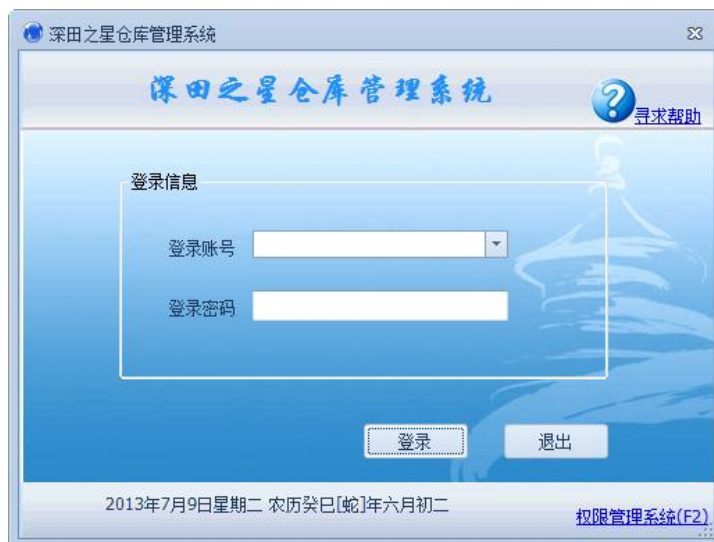 深田之星仓库管理系统
深田之星仓库管理系统
寻求帮助
登录信息
登录账号
登录密码
登录 退出
2013年7月9日星期二 农历癸巳[蛇]年六月初二
权限管理系统(F2)